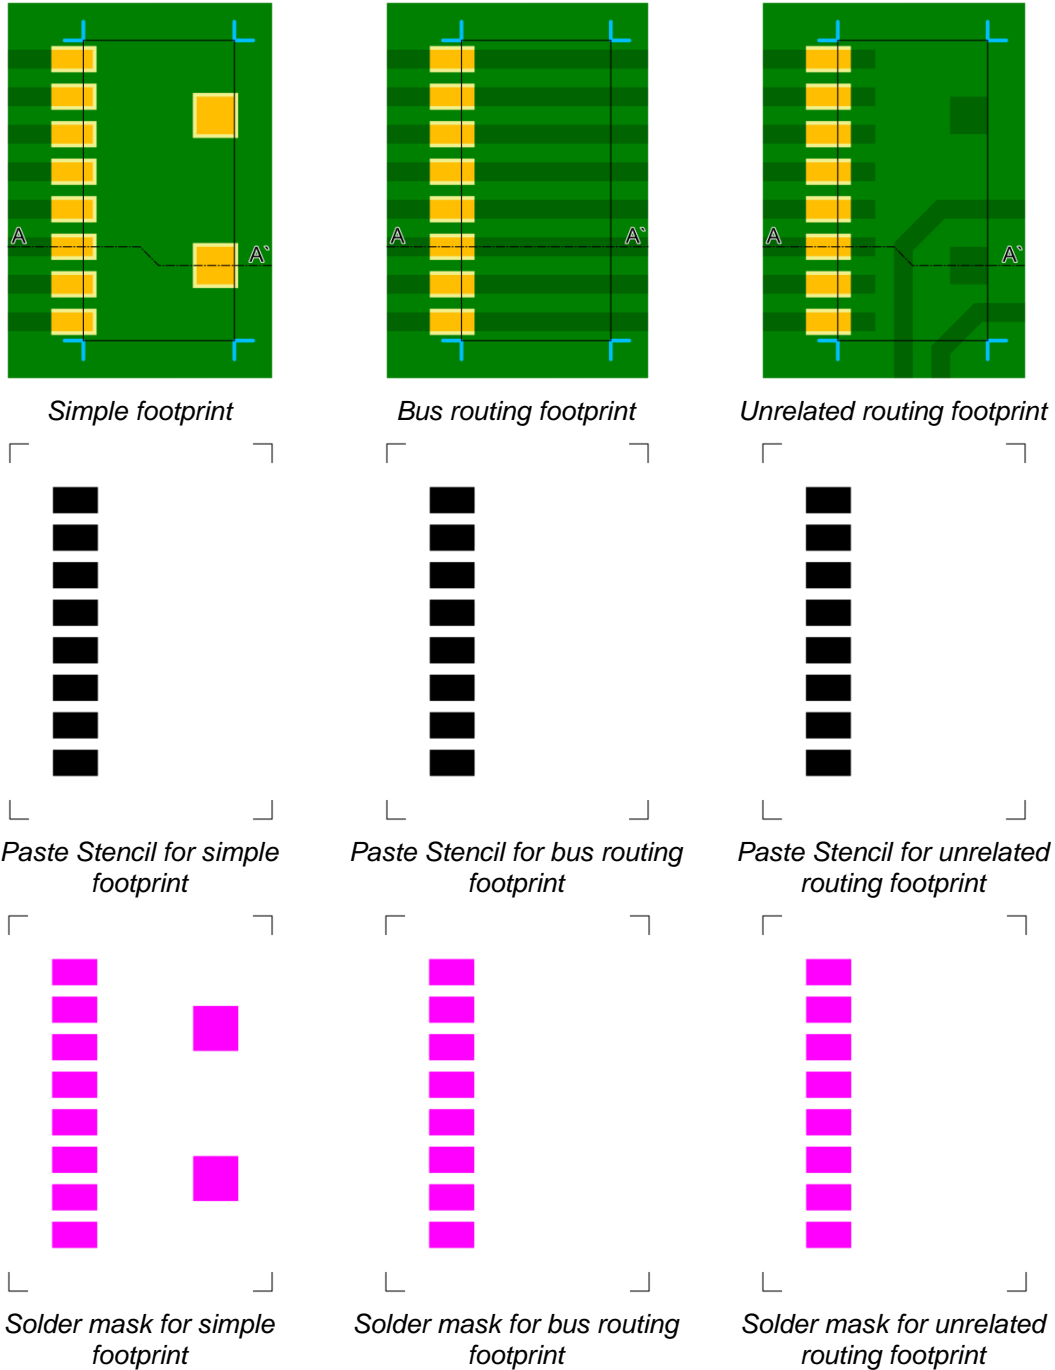 A
A`
A
A`
A
A`
Simple footprint
Bus routing footprint
Unrelated routing footprint
Paste Stencil for simple
footprint
Paste Stencil for bus routing
footprint
Paste Stencil for unrelated
routing footprint
Solder mask for simple
footprint
Solder mask for bus routing
footprint
Solder mask for unrelated
routing footprint